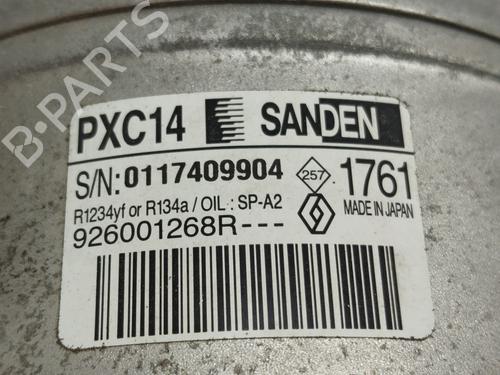 B-PARTS
PXC14 SANDEN
S/N:0117409904 257 1761
R1234yf or R134a / OIL : SP-A2 MADE IN JAPAN
926001268R---